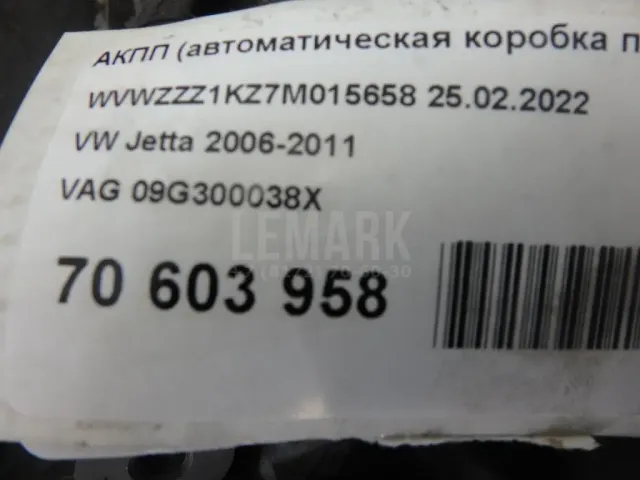 АКПП (автоматическая коробка п
WVWZZZ1KZ7M015658 25.02.2022
VW Jetta 2006-2011
VAG 09G300038X
LEMARK
70 603 958